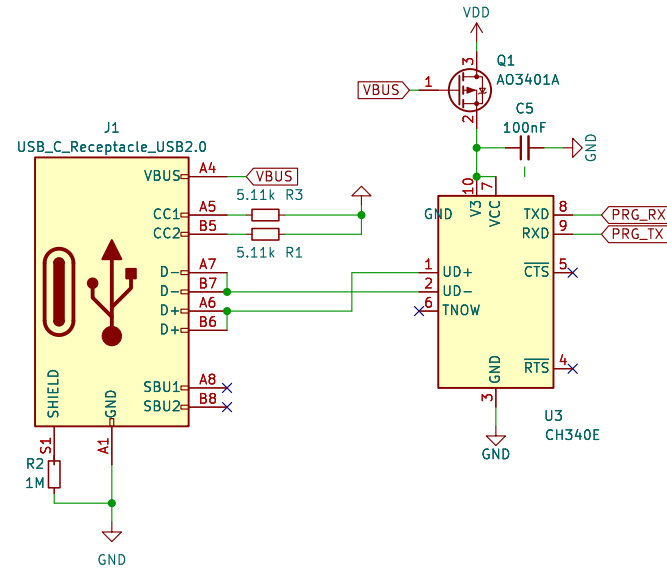 VDD
3
Q1
AO3401A
VBUS
1
2
C5
100nF
GND
J1
USB_C_Receptacle_USB2.0
VBUS
A4
VBUS
5.11k R3
CC1
A5
CC2
B5
5.11k R1
D-
A7
D-
B7
D+
A6
D+
B6
SBU1
A8
SBU2
B8
SHIELD
GND
S1
A1
R2
1M
GND
10
7
GND
V3
VCC
TXD
8
PRG_RX
RXD
9
PRG_TX
1
UD+
2
UD-
6
TNOW
CTS
5
RTS
4
GND
3
U3
CH340E
GND